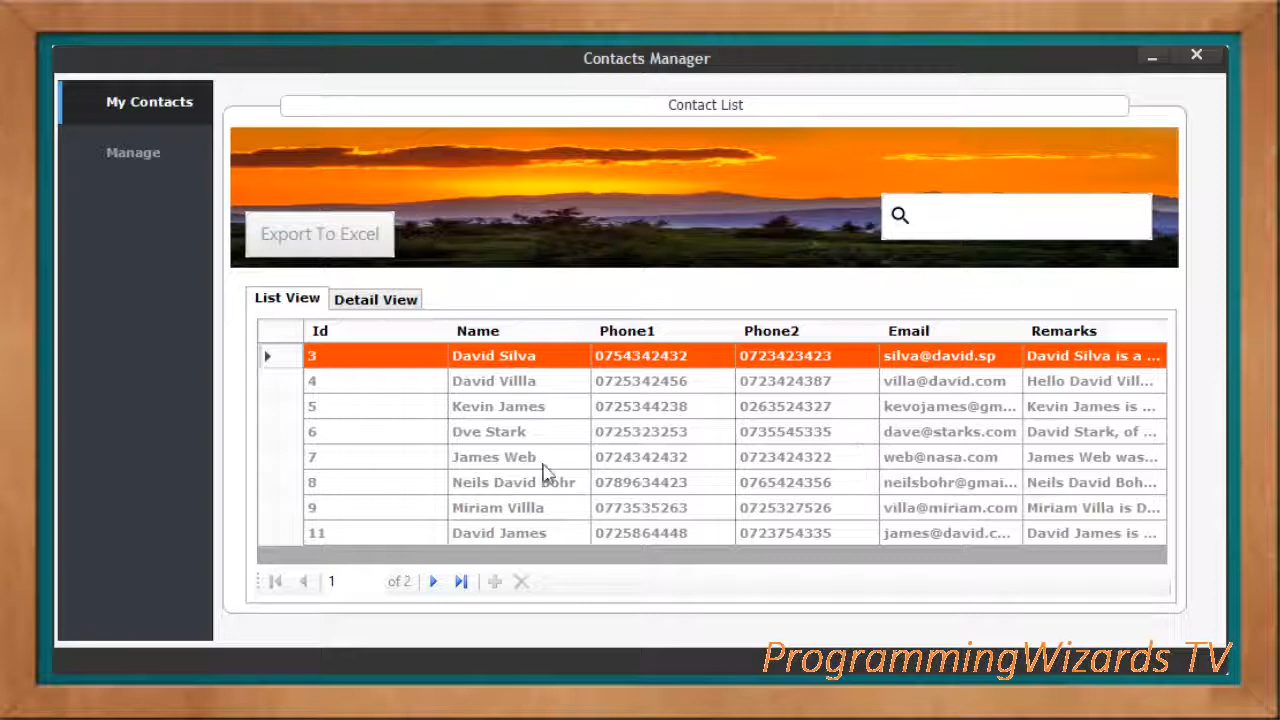 Contacts Manager
My Contacts
Manage
Contact List
Export To Excel
List View Detail View
Id Name Phone1 Phone2 Email Remarks
3 David Silva 0754342432 0723423423 silva@david.sp David Silva is a ...
4 David Villla 0725342456 0723424387 villa@david.com Hello David Vill...
5 Kevin James 0725344238 0263524327 kevojames@gm... Kevin James is ...
6 Dve Stark 0725323253 0735545335 dave@starks.com David Stark, of ...
7 James Web 0724342432 0723424322 web@nasa.com James Web was...
8 Neils David Bohr 0789634423 0765424356 neilsbohr@gmai... Neils David Boh...
9 Miriam Villla 0773535263 0725327526 villa@miriam.com Miriam Villa is D...
11 David James 0725864448 0723754335 james@david.c... David James is ...
1 of 2
ProgrammingWizards TV